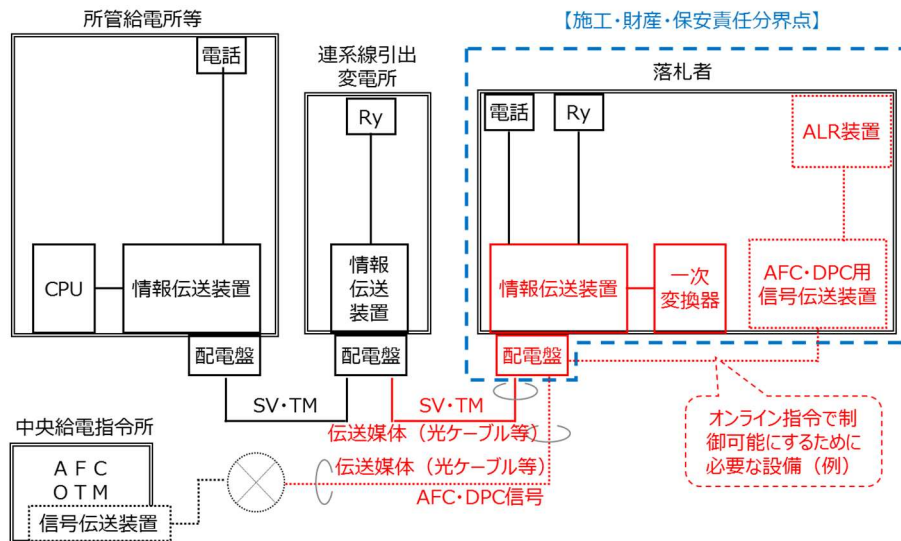 所管給電所等
電話
CPU
情報伝送装置
配電盤
連系線引出
変電所
Ry
情報
伝送
装置
配電盤
【施工・財産・保安責任分界点】
落札者
電話
Ry
ALR装置
情報伝送装置
一次
変換器
AFC・DPC用
信号伝送装置
配電盤
SV・TM
SV・TM
伝送媒体（光ケーブル等）
オンライン指令で制
御可能にするために
必要な設備（例）
中央給電指令所
ＡＦＣ
ＯＴＭ
信号伝送装置
伝送媒体（光ケーブル等）
AFC・DPC信号